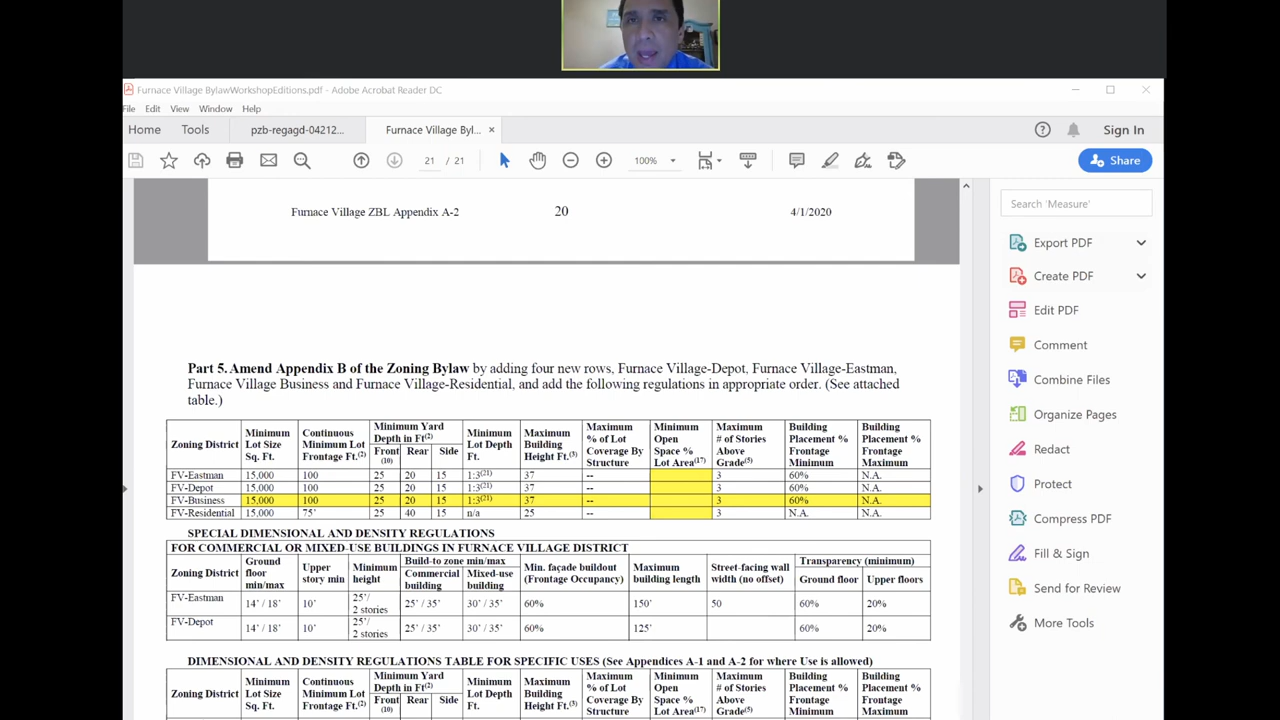 Furnace Village BylawWorkshopEditions.pdf - Adobe Acrobat Reader DC
File Edit View Window Help
Home Tools pzb-regagd-04212... Furnace Village Byl... × Sign In
21 / 21 100% Share
Furnace Village ZBL Appendix A-2 20 4/1/2020
Search 'Measure'
Export PDF
Create PDF
Edit PDF
Comment
Combine Files
Organize Pages
Redact
Protect
Compress PDF
Fill & Sign
Send for Review
More Tools
Part 5. Amend Appendix B of the Zoning Bylaw by adding four new rows, Furnace Village-Depot, Furnace Village-Eastman,
Furnace Village Business and Furnace Village-Residential, and add the following regulations in appropriate order. (See attached
table.)
Zoning District Minimum Lot Size Sq. Ft. Continuous Minimum Lot Frontage Ft.(2) Minimum Yard Depth in Ft(2) Front (10) Rear Side Minimum Lot Depth Ft. Maximum Building Height Ft.(3) Maximum % of Lot Coverage By Structure Minimum Open Space % Lot Area(17) Maximum # of Stories Above Grade(5) Building Placement % Frontage Minimum Building Placement % Frontage Maximum
FV-Eastman 15,000 100 25 20 15 1:3(21) 37 -- 3 60% N.A.
FV-Depot 15,000 100 25 20 15 1:3(21) 37 -- 3 60% N.A.
FV-Business 15,000 100 25 20 15 1:3(21) 37 -- 3 60% N.A.
FV-Residential 15,000 75' 25 40 15 n/a 25 -- 3 N.A. N.A.
SPECIAL DIMENSIONAL AND DENSITY REGULATIONS
FOR COMMERCIAL OR MIXED-USE BUILDINGS IN FURNACE VILLAGE DISTRICT
Zoning District Ground floor min/max Upper story min Minimum height Build-to zone min/max Commercial building Mixed-use building Min. façade buildout (Frontage Occupancy) Maximum building length Street-facing wall width (no offset) Transparency (minimum) Ground floor Upper floors
FV-Eastman 14' / 18' 10' 25'/ 2 stories 25' / 35' 30' / 35' 60% 150' 50 60% 20%
FV-Depot 14' / 18' 10' 25'/ 2 stories 25' / 35' 30' / 35' 60% 125' 60% 20%
DIMENSIONAL AND DENSITY REGULATIONS TABLE FOR SPECIFIC USES (See Appendices A-1 and A-2 for where Use is allowed)
Zoning District Minimum Lot Size Sq. Ft. Continuous Minimum Lot Frontage Ft.(2) Minimum Yard Depth in Ft(2) Front (10) Rear Side Minimum Lot Depth Ft. Maximum Building Height Ft.(3) Maximum % of Lot Coverage By Structure Minimum Open Space % Lot Area(17) Maximum # of Stories Above Grade(5) Building Placement % Frontage Minimum Building Placement % Frontage Maximum